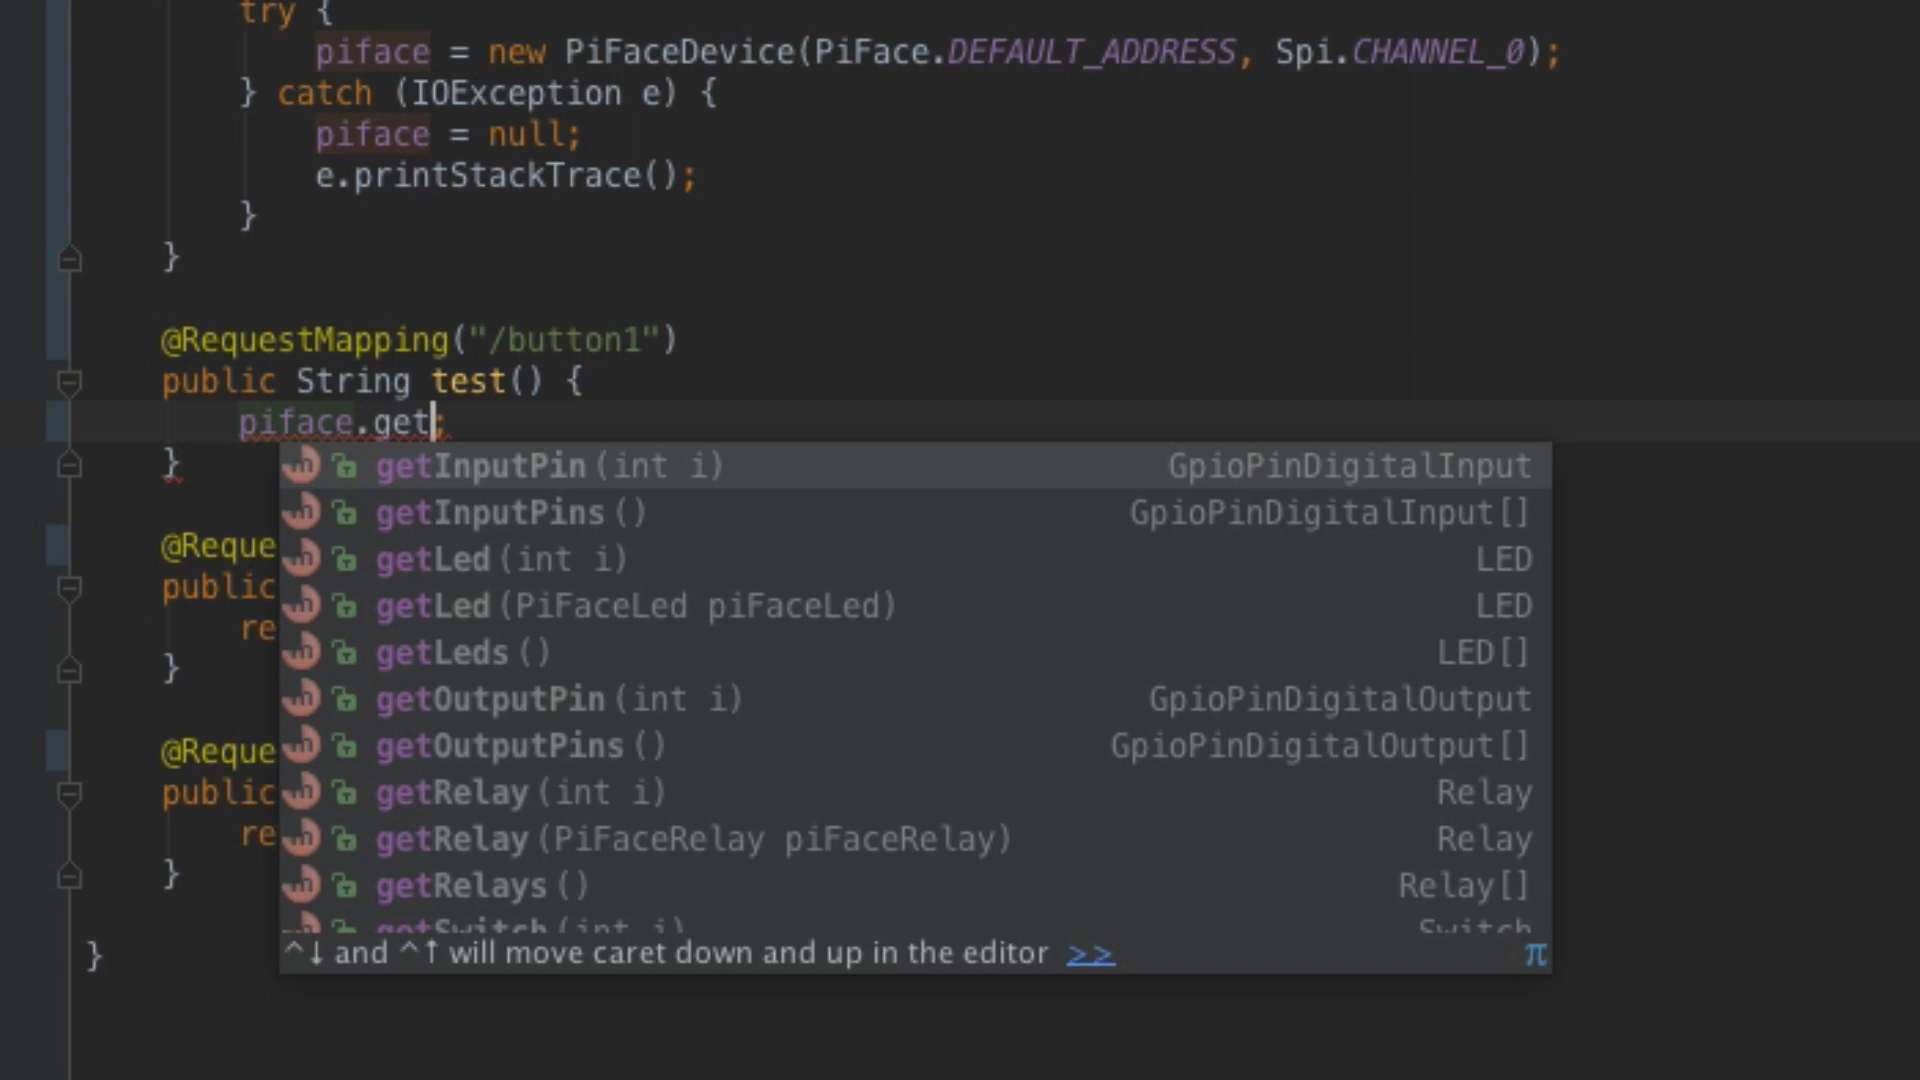 try {
piface = new PiFaceDevice(PiFace.DEFAULT_ADDRESS, Spi.CHANNEL_0);
} catch (IOException e) {
piface = null;
e.printStackTrace();
}
}
@RequestMapping("/button1")
public String test() {
piface.get;
}
getInputPin(int i) GpioPinDigitalInput
getInputPins() GpioPinDigitalInput[]
@Reque
getLed(int i) LED
public
getLed(PiFaceLed piFaceLed) LED
re
getLeds() LED[]
}
getOutputPin(int i) GpioPinDigitalOutput
@Reque
getOutputPins() GpioPinDigitalOutput[]
public
getRelay(int i) Relay
re
getRelay(PiFaceRelay piFaceRelay) Relay
}
getRelays() Relay[]
getSwitch(int i) Switch
}
^↓ and ^↑ will move caret down and up in the editor >> π